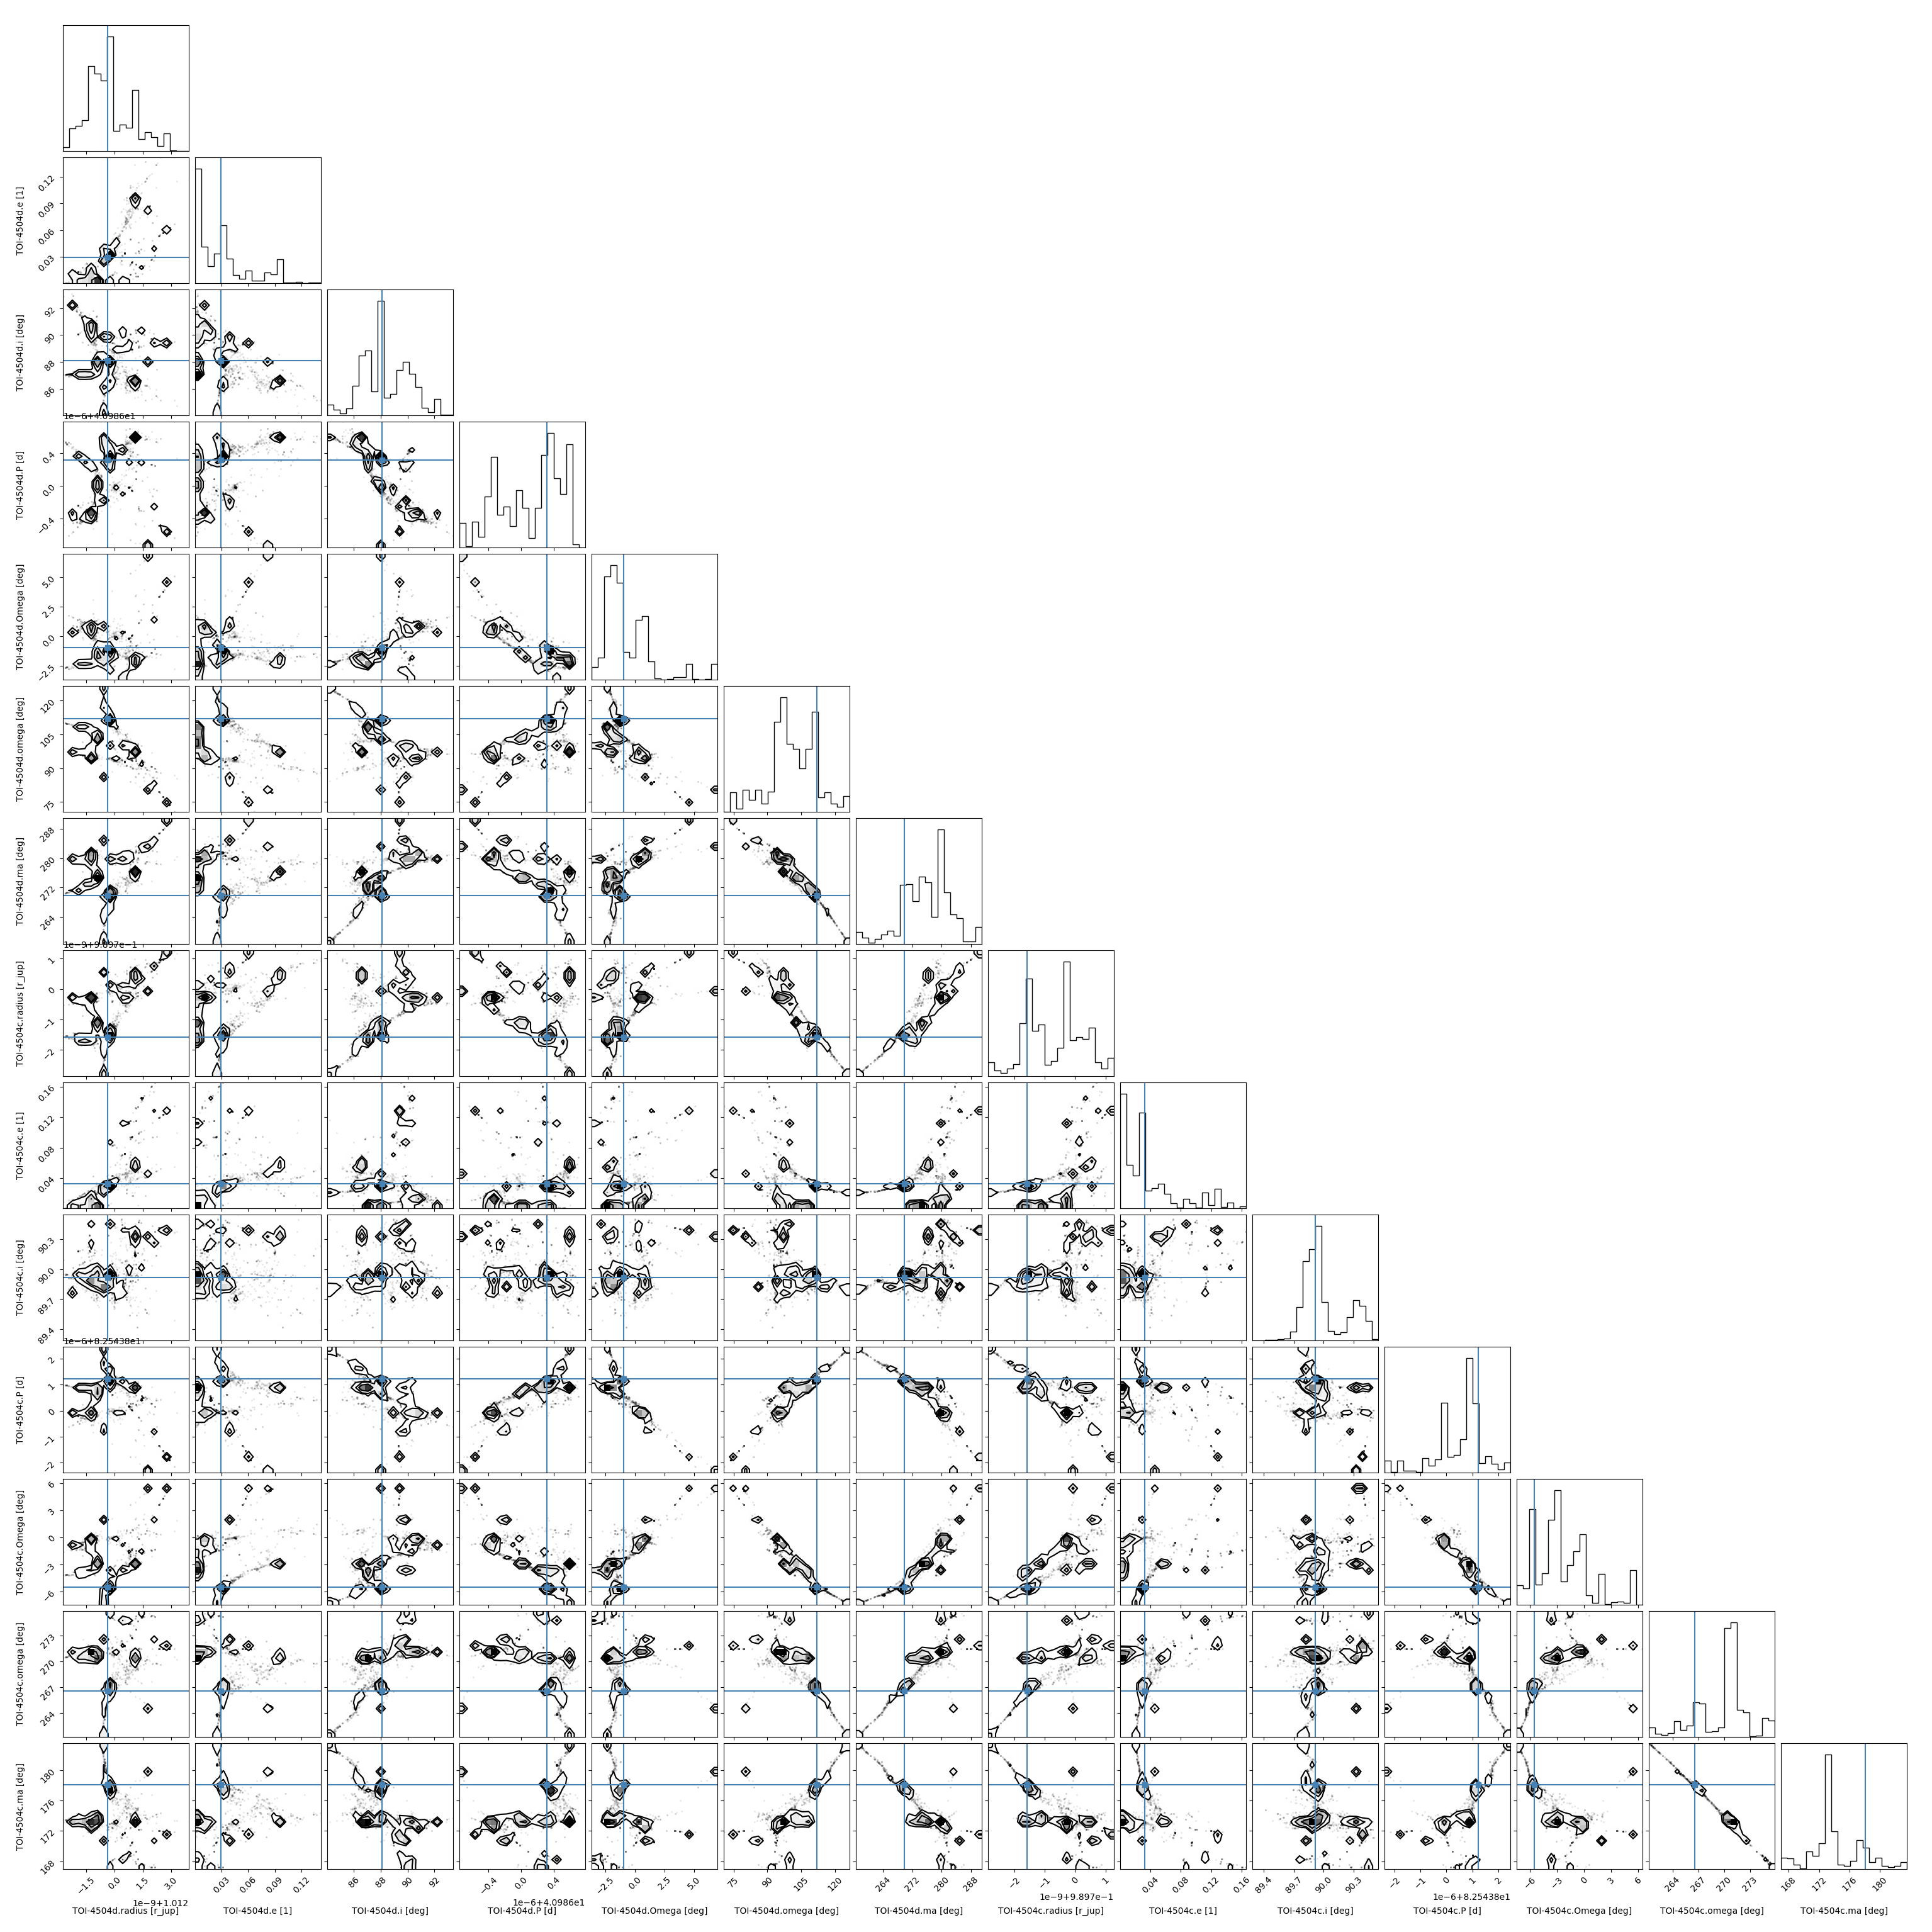 TOI-4504d.e [1]
0.12
0.09
0.06
0.03
TOI-4504d.i [deg]
92
90
88
86
TOI-4504d.P [d]
1e−6+4.0986e1
0.4
0.0
−0.4
TOI-4504d.Omega [deg]
5.0
2.5
0.0
−2.5
TOI-4504d.omega [deg]
120
105
90
75
TOI-4504d.ma [deg]
288
280
272
264
TOI-4504c.radius [r_jup]
1e−9+9.897e−1
1
0
−1
−2
TOI-4504c.e [1]
0.16
0.12
0.08
0.04
TOI-4504c.i [deg]
90.3
90.0
89.7
89.4
TOI-4504c.P [d]
1e−6+8.25438e1
2
1
0
−1
−2
TOI-4504c.Omega [deg]
6
3
0
−3
−6
TOI-4504c.omega [deg]
273
270
267
264
TOI-4504c.ma [deg]
180
176
172
168
−1.5 0.0 1.5 3.0 0.03 0.06 0.09 0.12 86 88 90 92 −0.4 0.0 0.4 −2.5 0.0 2.5 5.0 75 90 105 120 264 272 280 288 −2 −1 0 1 0.04 0.08 0.12 0.16 89.4 89.7 90.0 90.3 −2 −1 0 1 2 −6 −3 0 3 6 264 267 270 273 168 172 176 180
1e−9+1.012 1e−6+4.0986e1 1e−9+9.897e−1 1e−6+8.25438e1
TOI-4504d.radius [r_jup] TOI-4504d.e [1] TOI-4504d.i [deg] TOI-4504d.P [d] TOI-4504d.Omega [deg] TOI-4504d.omega [deg] TOI-4504d.ma [deg] TOI-4504c.radius [r_jup] TOI-4504c.e [1] TOI-4504c.i [deg] TOI-4504c.P [d] TOI-4504c.Omega [deg] TOI-4504c.omega [deg] TOI-4504c.ma [deg]